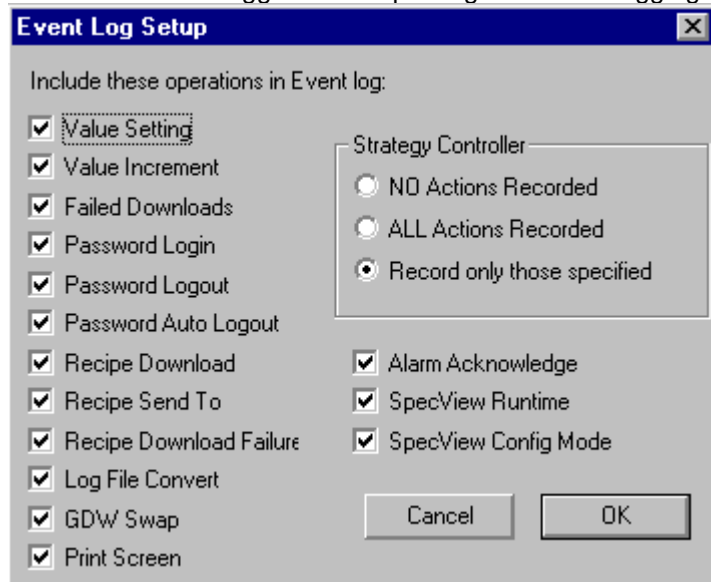 Event Log Setup
Include these operations in Event log:
Value Setting
Value Increment
Failed Downloads
Password Login
Password Logout
Password Auto Logout
Recipe Download
Recipe Send To
Recipe Download Failure
Log File Convert
GDW Swap
Print Screen
Strategy Controller
NO Actions Recorded
ALL Actions Recorded
Record only those specified
Alarm Acknowledge
SpecView Runtime
SpecView Config Mode
Cancel
OK